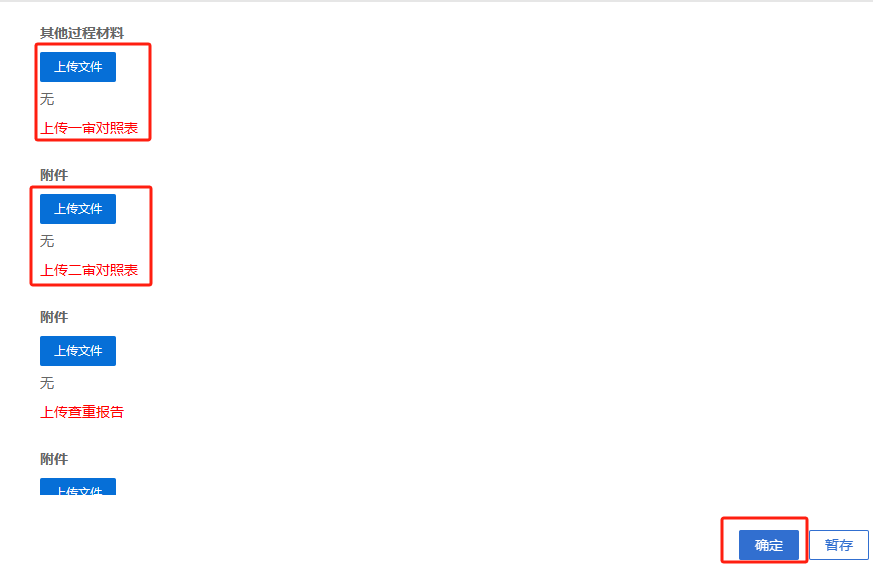 其他过程材料
上传文件
无
上传一审对照表
附件
上传文件
无
上传二审对照表
附件
上传文件
无
上传查重报告
附件
上传文件
确定 暂存